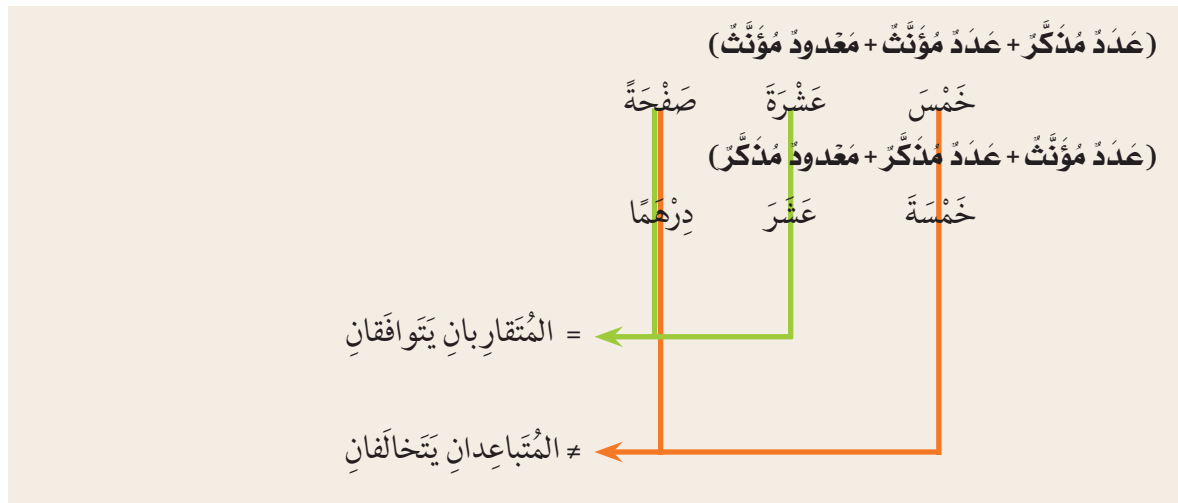 (عَدَدٌ مُذَكَّرٌ + عَدَدٌ مُؤَنَّثٌ + مَعْدودٌ مُؤَنَّثٌ)
خَمْسَ عَشْرَةَ صَفْحَةً
(عَدَدٌ مُؤَنَّثٌ + عَدَدٌ مُذَكَّرٌ + مَعْدودٌ مُذَكَّرٌ)
خَمْسَةَ عَشَرَ دِرْهَمًا
= المُتَقارِبانِ يَتَوافَقانِ
≠ المُتَباعِدانِ يَتَخالَفانِ